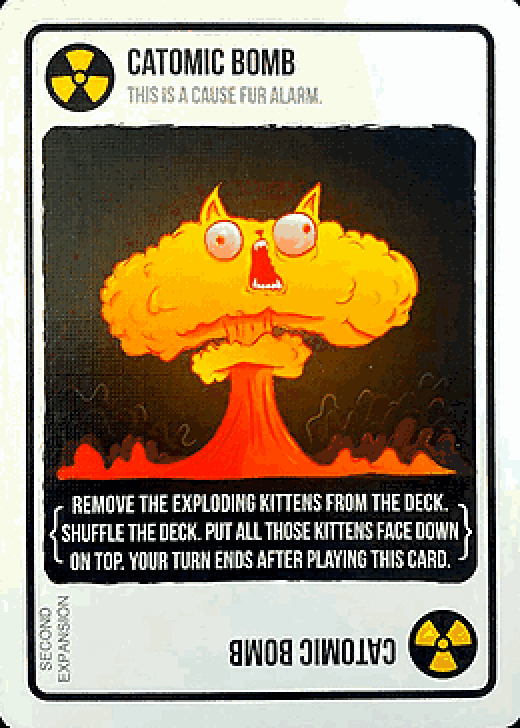 CATOMIC BOMB
THIS IS A CAUSE FUR ALARM.
REMOVE THE EXPLODING KITTENS FROM THE DECK.
SHUFFLE THE DECK. PUT ALL THOSE KITTENS FACE DOWN
ON TOP. YOUR TURN ENDS AFTER PLAYING THIS CARD.
SECOND
EXPANSION
CATOMIC BOMB